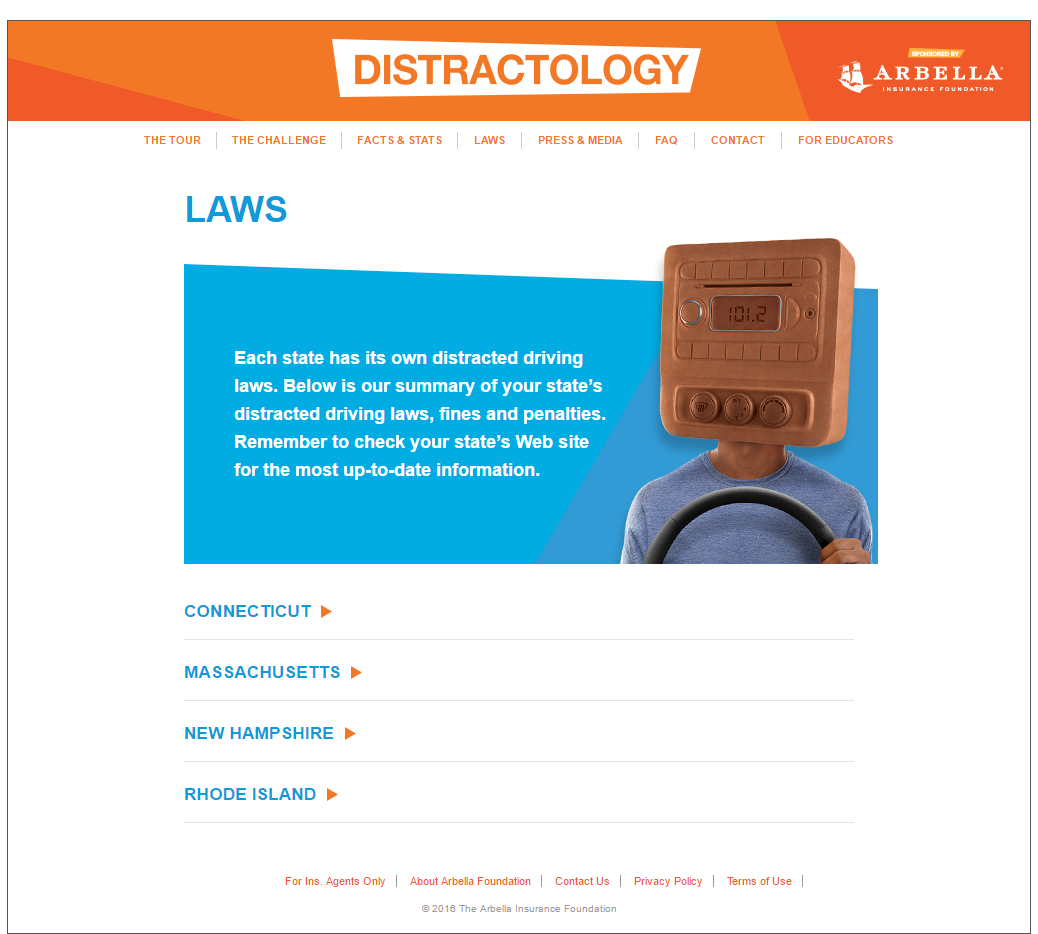 DISTRACTOLOGY
SPONSORED BY
ARBELLA
INSURANCE FOUNDATION
THE TOUR
THE CHALLENGE
FACTS & STATS
LAWS
PRESS & MEDIA
FAQ
CONTACT
FOR EDUCATORS
LAWS
101.2
OFF
Each state has its own distracted driving
laws. Below is our summary of your state’s
distracted driving laws, fines and penalties.
Remember to check your state’s Web site
for the most up-to-date information.
CONNECTICUT
MASSACHUSETTS
NEW HAMPSHIRE
RHODE ISLAND
For Ins. Agents Only
About Arbella Foundation
Contact Us
Privacy Policy
Terms of Use
© 2016 The Arbella Insurance Foundation